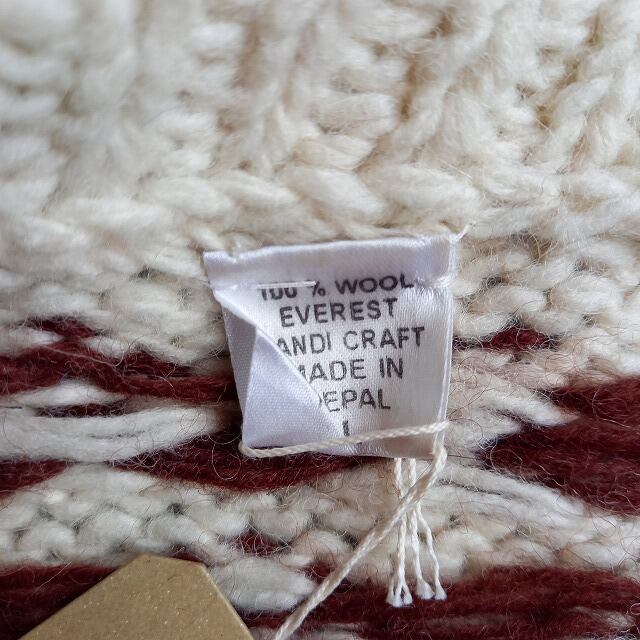 100 % WOOL
EVEREST
ANDI CRAFT
MADE IN
EPAL